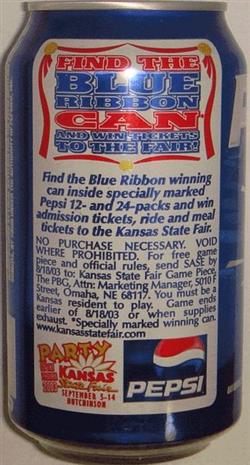 FIND THE
BLUE
RIBBON
CAN*
AND WIN TICKETS
TO THE FAIR!
Find the Blue Ribbon winning
can inside specially marked
Pepsi 12- and 24-packs and win
admission tickets, ride and meal
tickets to the Kansas State Fair.
NO PURCHASE NECESSARY. VOID
WHERE PROHIBITED. For free game
piece and official rules, send SASE by
8/18/03 to: Kansas State Fair Game Piece,
The PBG, Attn: Marketing Manager, 5010 F
Street, Omaha, NE 68117. You must be a
Kansas resident to play. Game ends
earlier of 8/18/03 or when supplies
exhaust. *Specially marked winning can.
www.kansasstatefair.com
PARTY
KANSAS
State Fair
SEPTEMBER 5-14
HUTCHINSON
PEPSI